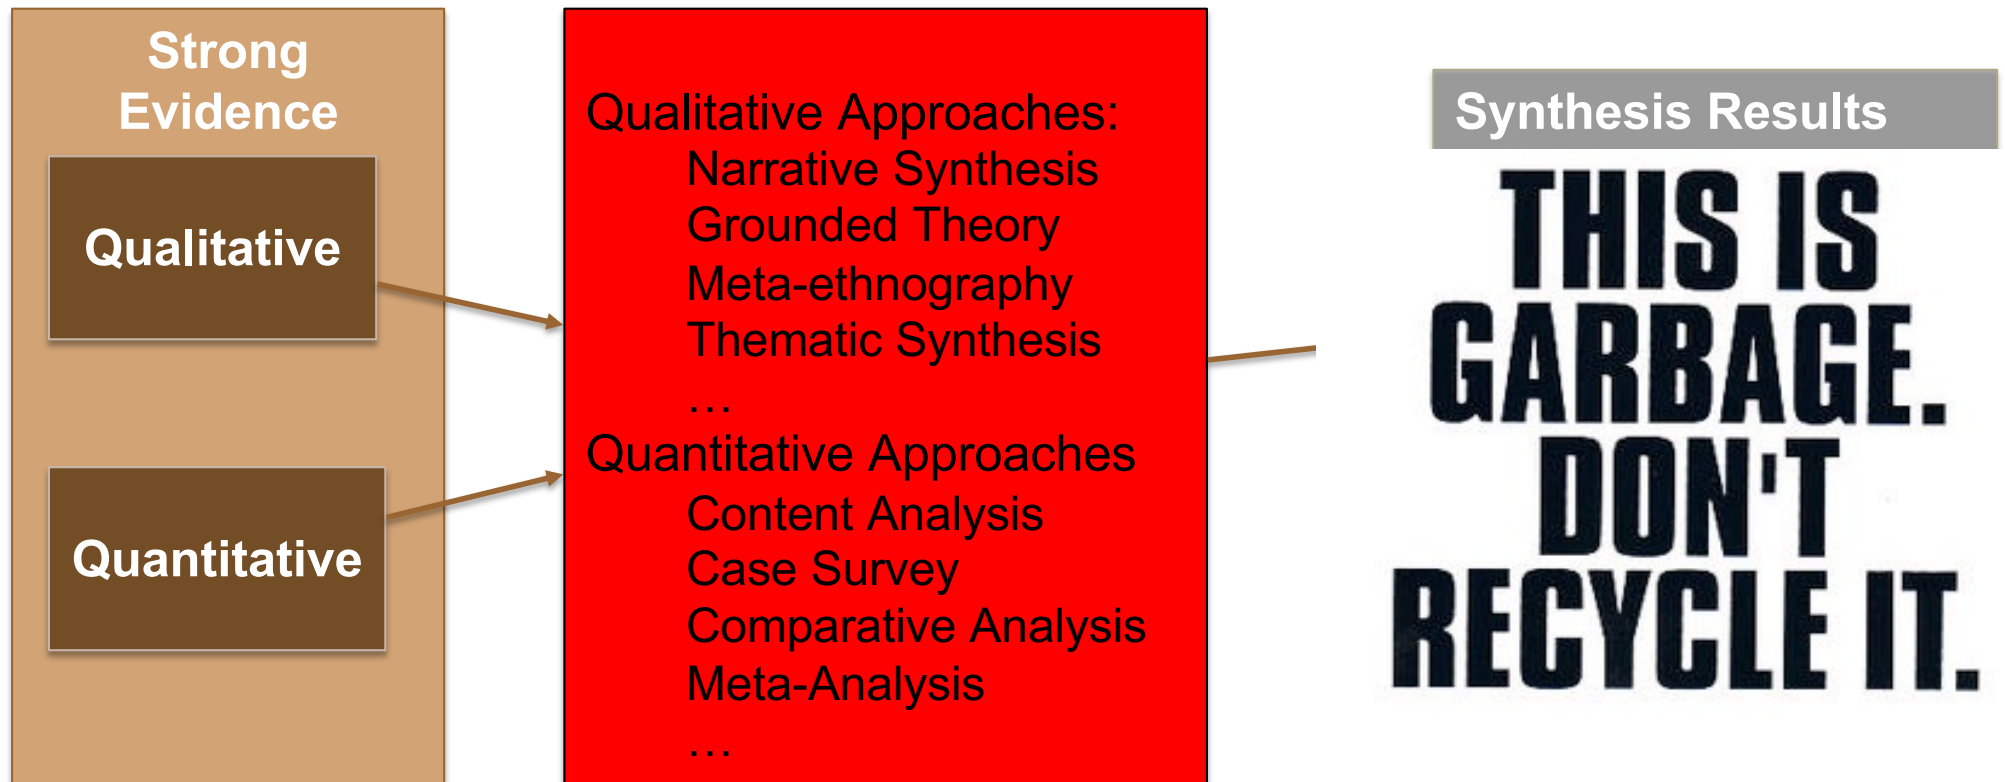 Strong
Evidence
Qualitative
Quantitative
Qualitative Approaches:
Narrative Synthesis
Grounded Theory
Meta-ethnography
Thematic Synthesis
…
Quantitative Approaches
Content Analysis
Case Survey
Comparative Analysis
Meta-Analysis
…
Synthesis Results
THIS IS
GARBAGE.
DON'T
RECYCLE IT.